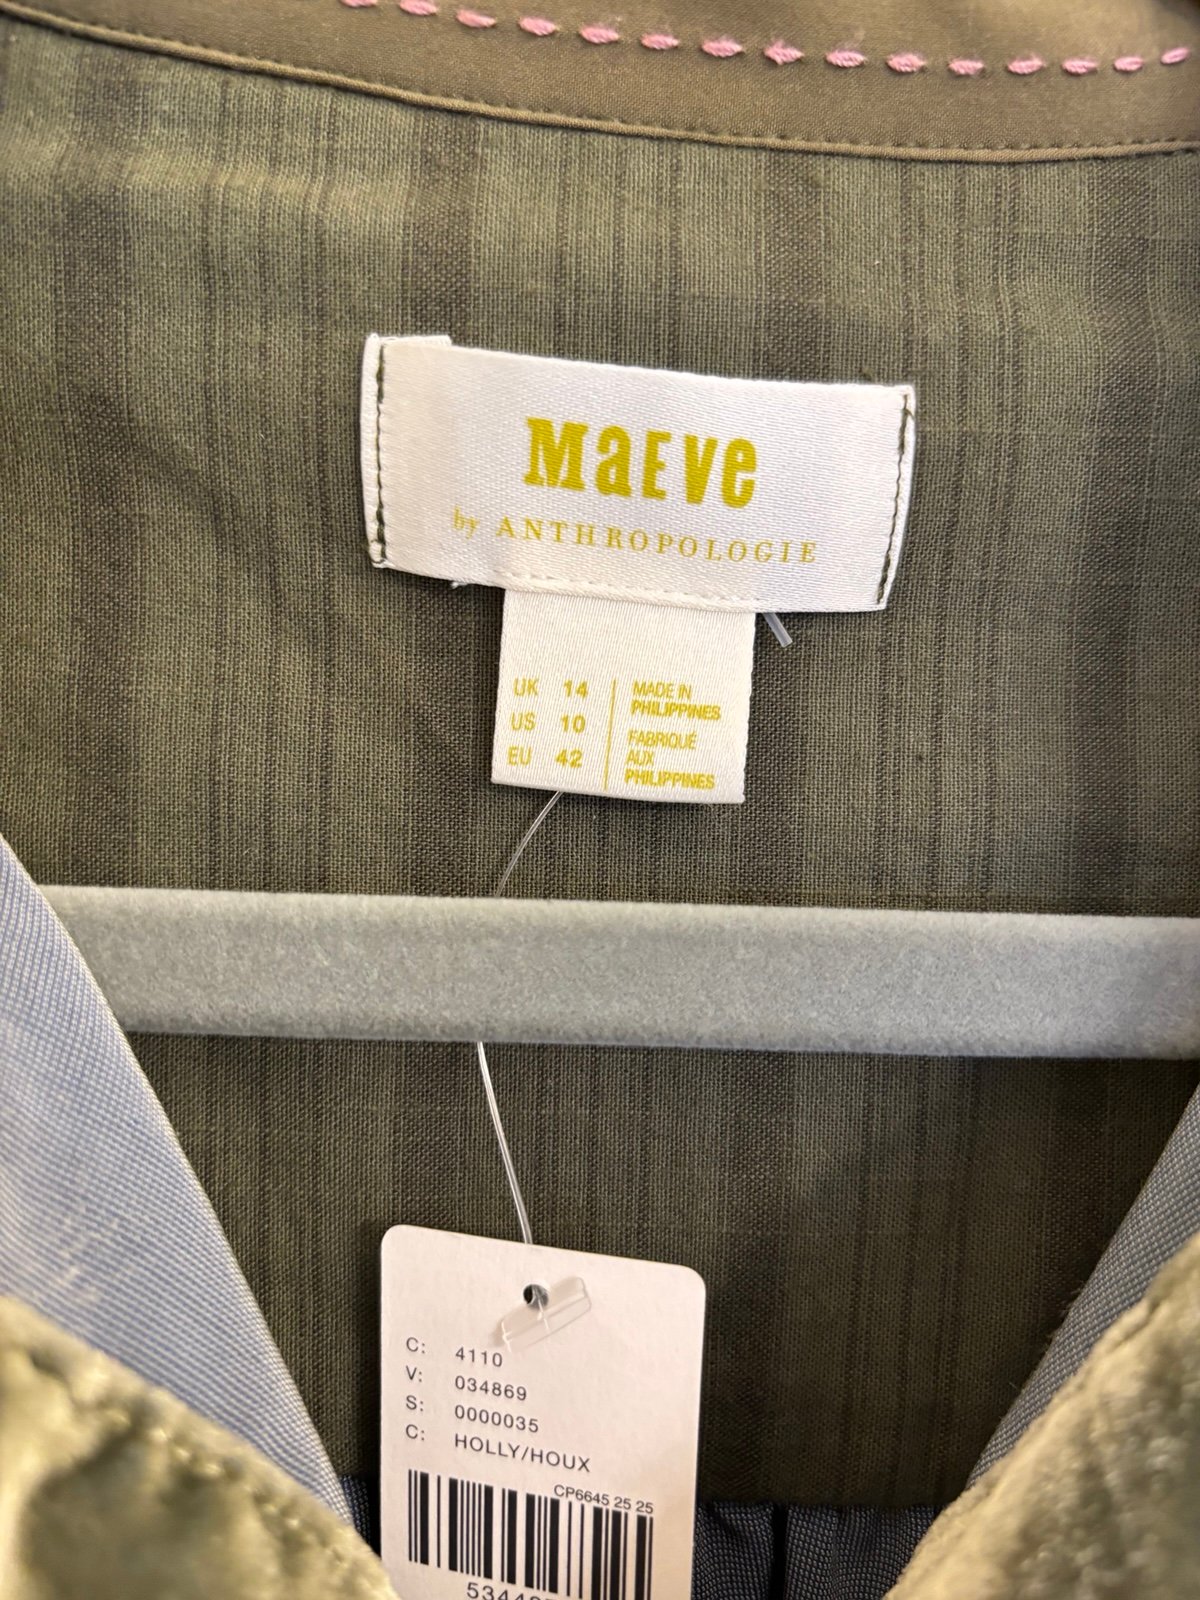 MaEve
by ANTHROPOLOGIE
UK 14
US 10
EU 42
MADE IN
PHILIPPINES
FABRIQUÉ
AUX
PHILIPPINES
C: 4110
V: 034869
S: 0000035
C: HOLLY/HOUX
CP6645 25 25